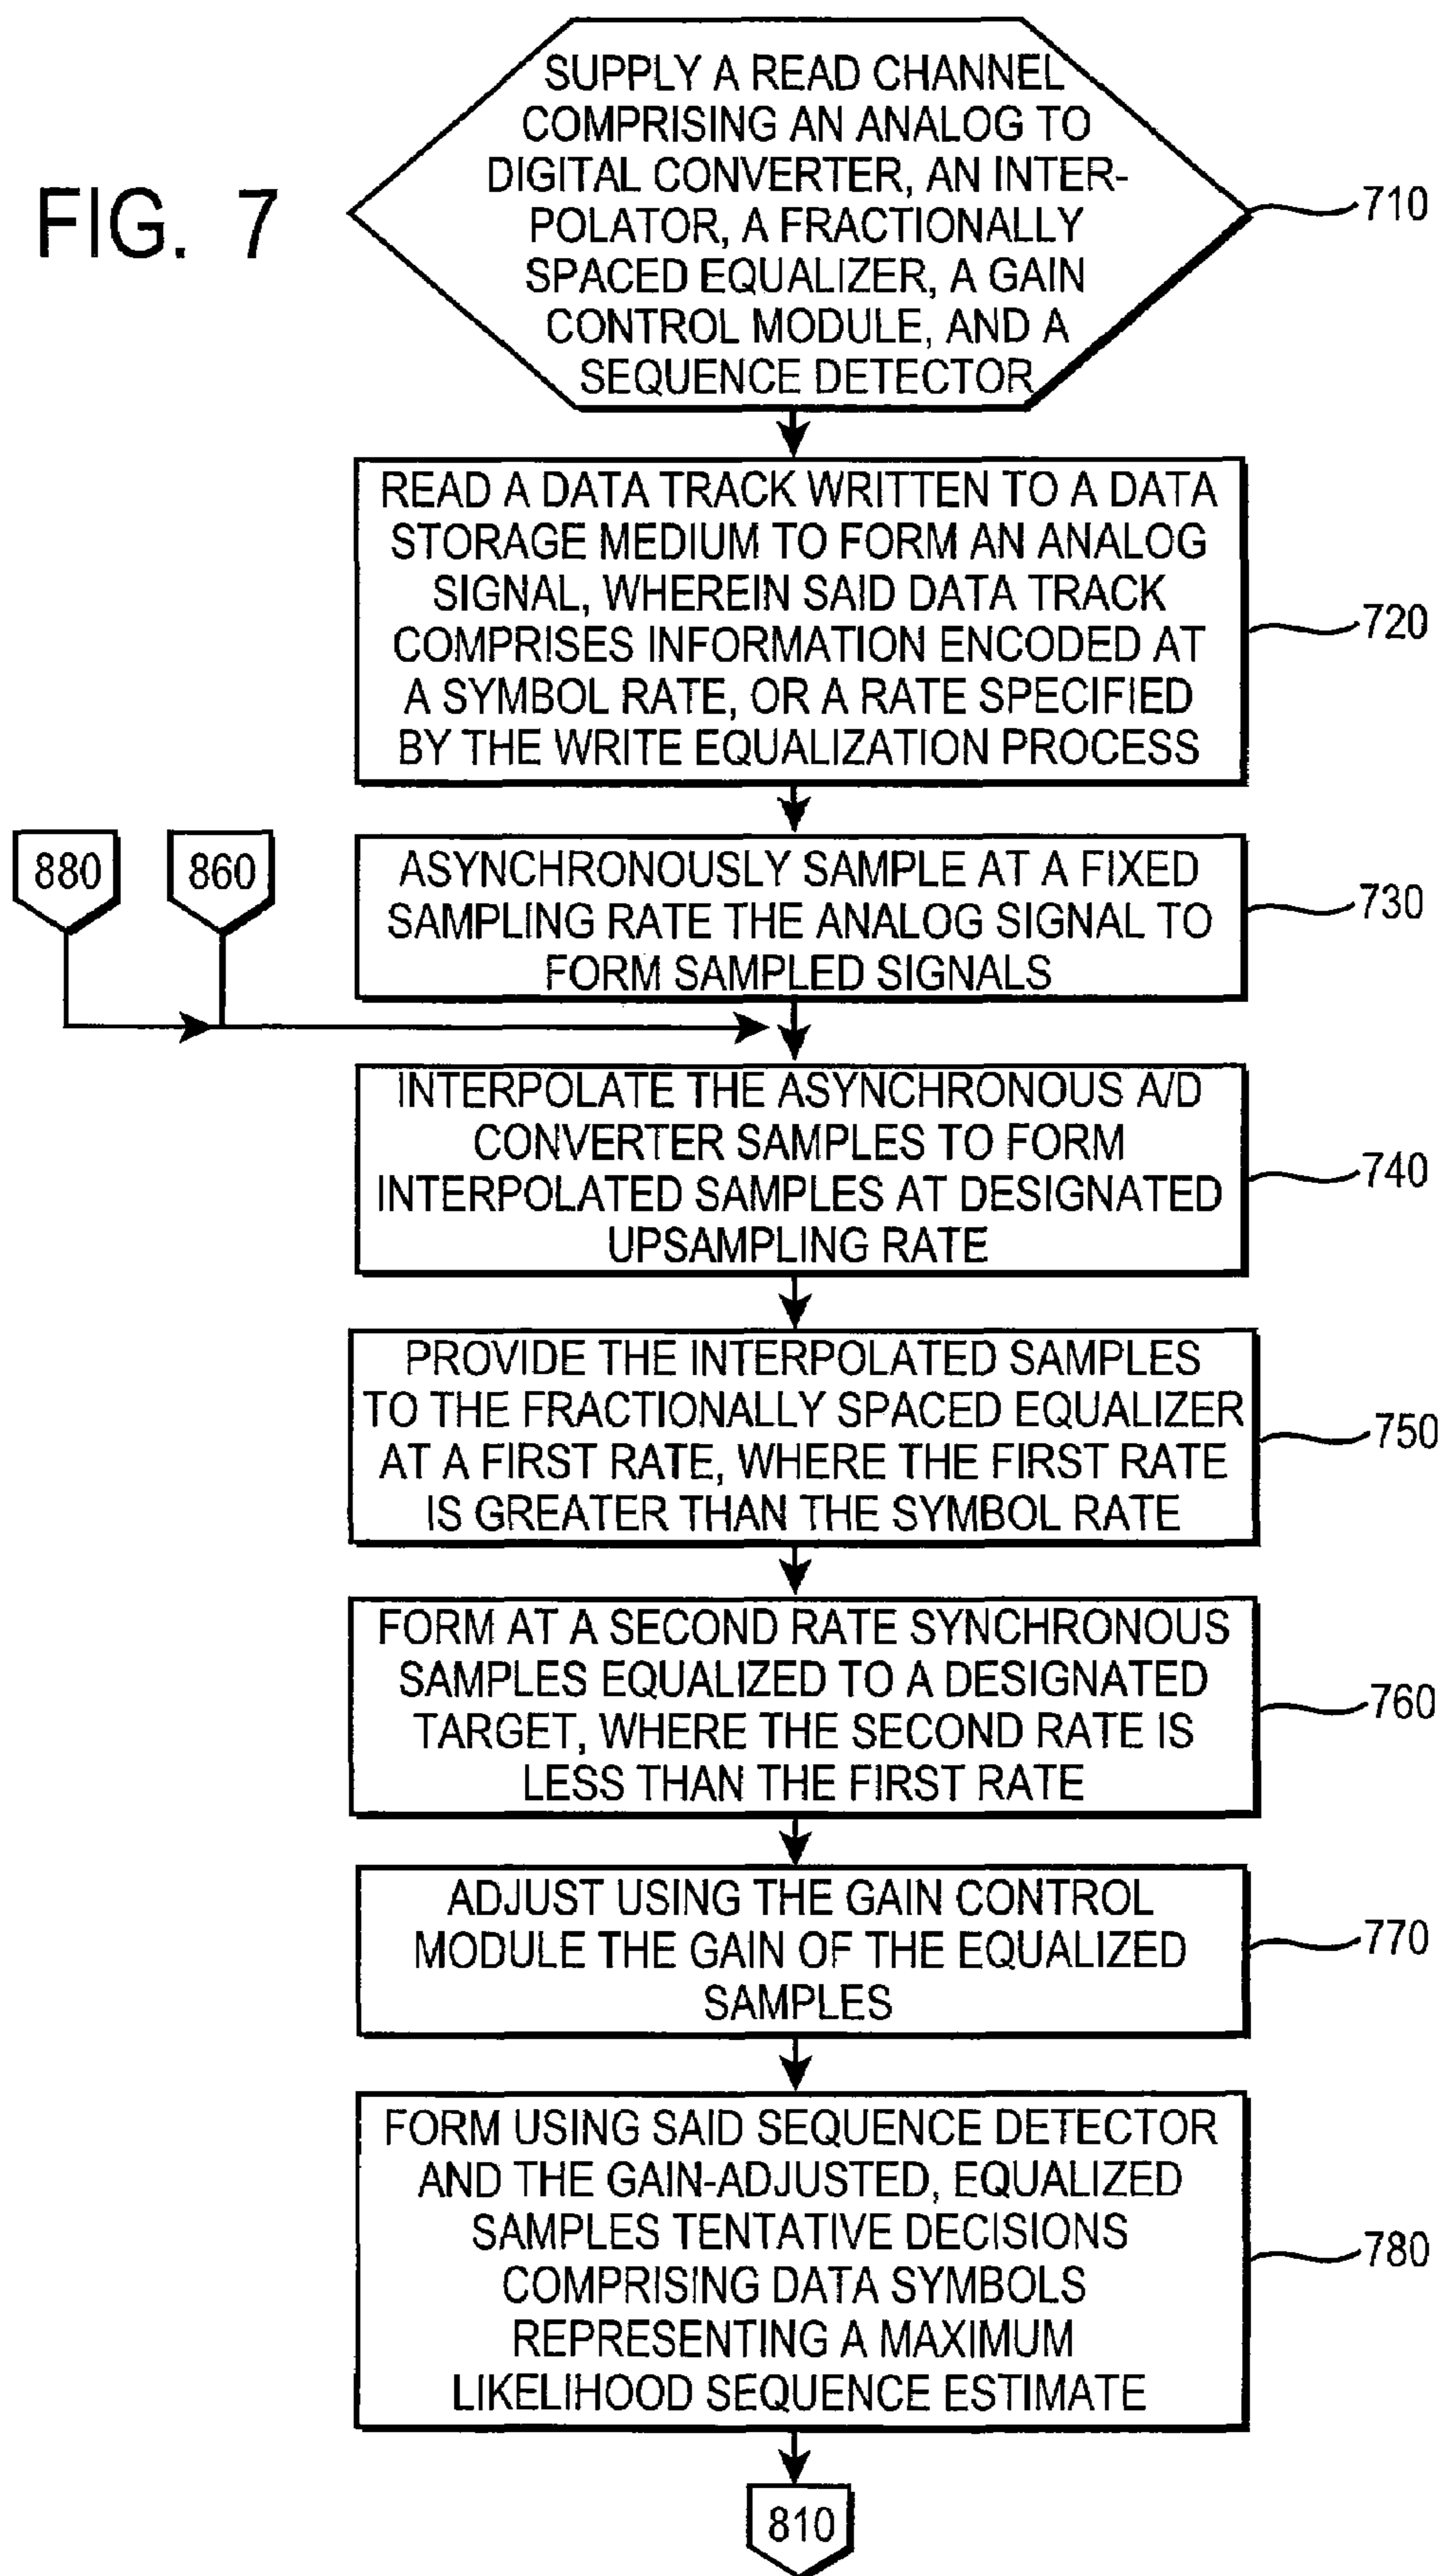 FIG. 7
SUPPLY A READ CHANNEL
COMPRISING AN ANALOG TO
DIGITAL CONVERTER, AN INTER-
POLATOR, A FRACTIONALLY
SPACED EQUALIZER, A GAIN
CONTROL MODULE, AND A
SEQUENCE DETECTOR
710
READ A DATA TRACK WRITTEN TO A DATA
STORAGE MEDIUM TO FORM AN ANALOG
SIGNAL, WHEREIN SAID DATA TRACK
COMPRISES INFORMATION ENCODED AT
A SYMBOL RATE, OR A RATE SPECIFIED
BY THE WRITE EQUALIZATION PROCESS
720
880
860
ASYNCHRONOUSLY SAMPLE AT A FIXED
SAMPLING RATE THE ANALOG SIGNAL TO
FORM SAMPLED SIGNALS
730
INTERPOLATE THE ASYNCHRONOUS A/D
CONVERTER SAMPLES TO FORM
INTERPOLATED SAMPLES AT DESIGNATED
UPSAMPLING RATE
740
PROVIDE THE INTERPOLATED SAMPLES
TO THE FRACTIONALLY SPACED EQUALIZER
AT A FIRST RATE, WHERE THE FIRST RATE
IS GREATER THAN THE SYMBOL RATE
750
FORM AT A SECOND RATE SYNCHRONOUS
SAMPLES EQUALIZED TO A DESIGNATED
TARGET, WHERE THE SECOND RATE IS
LESS THAN THE FIRST RATE
760
ADJUST USING THE GAIN CONTROL
MODULE THE GAIN OF THE EQUALIZED
SAMPLES
770
FORM USING SAID SEQUENCE DETECTOR
AND THE GAIN-ADJUSTED, EQUALIZED
SAMPLES TENTATIVE DECISIONS
COMPRISING DATA SYMBOLS
REPRESENTING A MAXIMUM
LIKELIHOOD SEQUENCE ESTIMATE
780
810